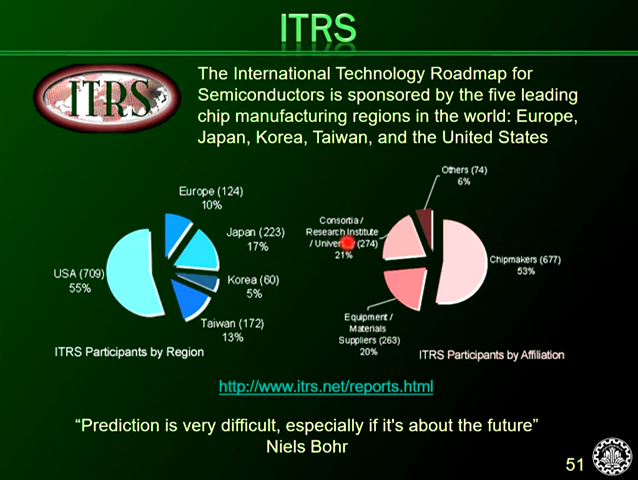 ITRS
ITRS
The International Technology Roadmap for
Semiconductors is sponsored by the five leading
chip manufacturing regions in the world: Europe,
Japan, Korea, Taiwan, and the United States
Europe (124)
10%
Japan (223)
17%
Korea (60)
5%
Taiwan (172)
13%
USA (709)
55%
ITRS Participants by Region
Others (74)
6%
Consortia /
Research Institute
/ University (274)
21%
Chipmakers (677)
53%
Equipment /
Materials
Suppliers (263)
20%
ITRS Participants by Affiliation
http://www.itrs.net/reports.html
“Prediction is very difficult, especially if it's about the future”
Niels Bohr
51